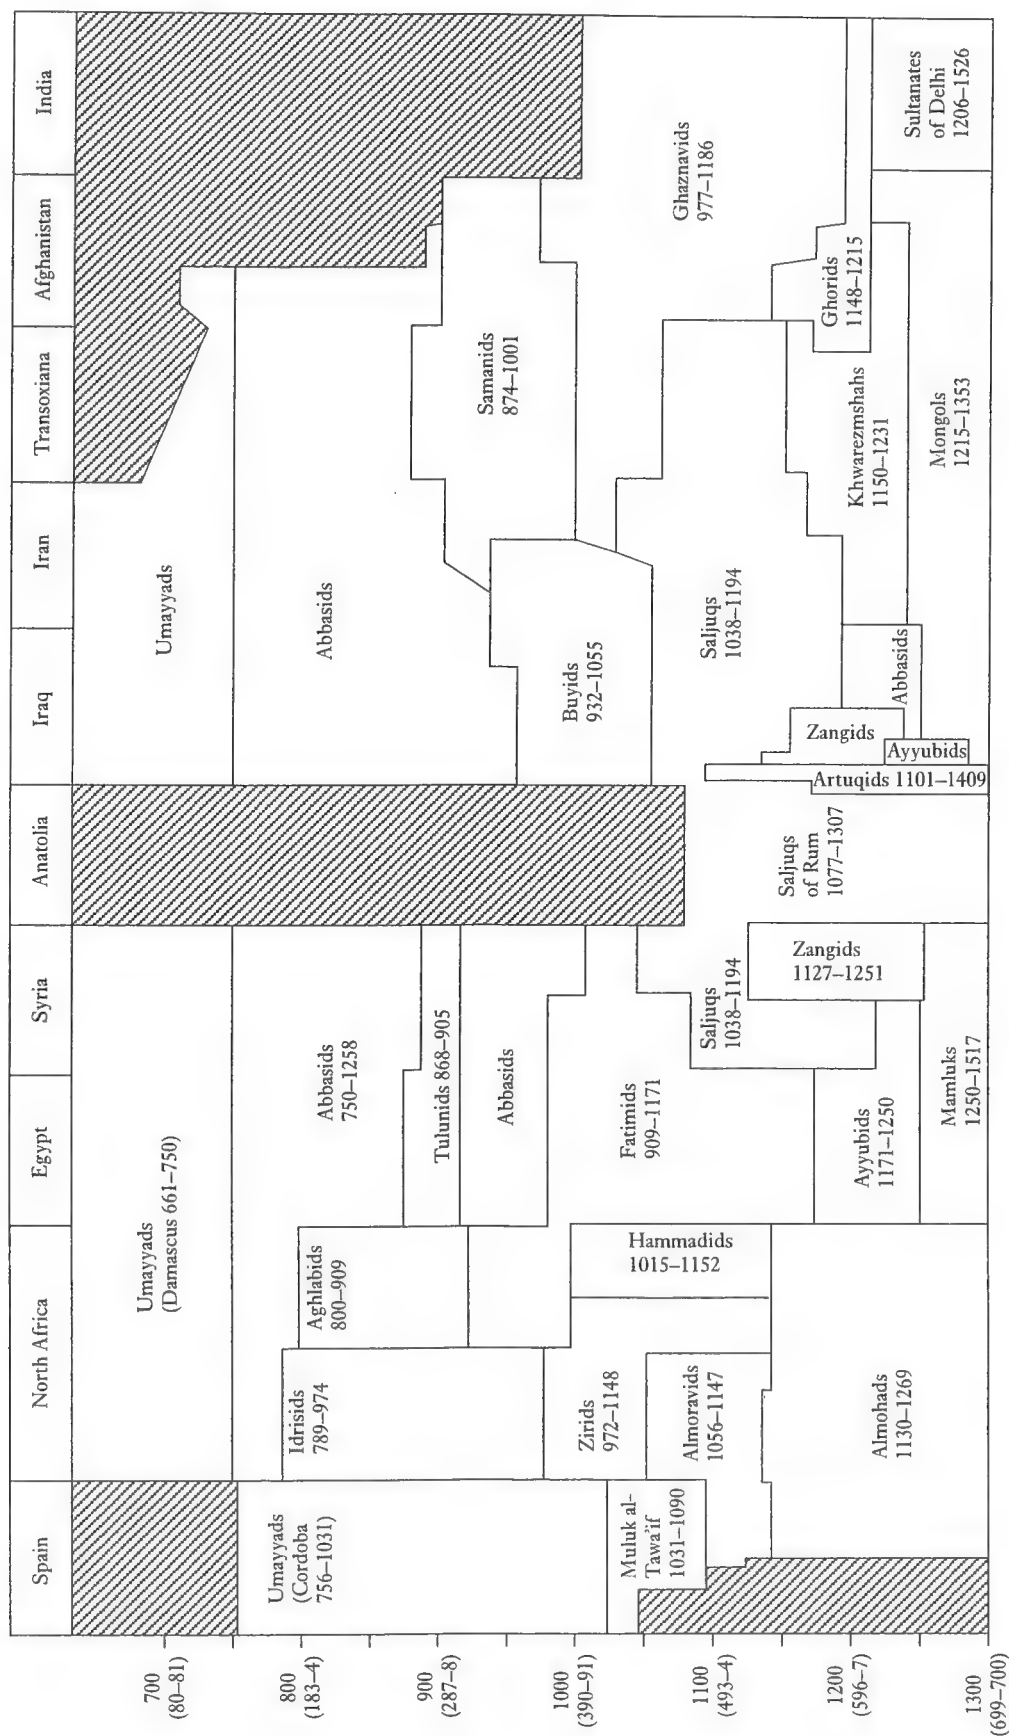 Spain
North Africa
Egypt
Syria
Anatolia
Iraq
Iran
Transoxiana
Afghanistan
India
700
(80–81)
800
(183–4)
900
(287–8)
1000
(390–91)
1100
(493–4)
1200
(596–7)
1300
(699–700)
Umayyads
(Damascus 661–750)
Umayyads
Umayyads
(Cordoba
756–1031)
Idrisids
789–974
Aghlabids
800–909
Abbasids
750–1258
Abbasids
Tulunids 868–905
Abbasids
Samanids
874–1001
Buyids
932–1055
Zirids
972–1148
Hammadids
1015–1152
Fatimids
909–1171
Ghaznavids
977–1186
Muluk al-
Tawa'if
1031–1090
Almoravids
1056–1147
Saljuqs
1038–1194
Saljuqs
1038–1194
Saljuqs
of Rum
1077–1307
Zangids
1127–1251
Zangids
Ayyubids
Artuqids 1101–1409
Abbasids
Khwarezmshahs
1150–1231
Ghorids
1148–1215
Almohads
1130–1269
Ayyubids
1171–1250
Mamluks
1250–1517
Mongols
1215–1353
Sultanates
of Delhi
1206–1526